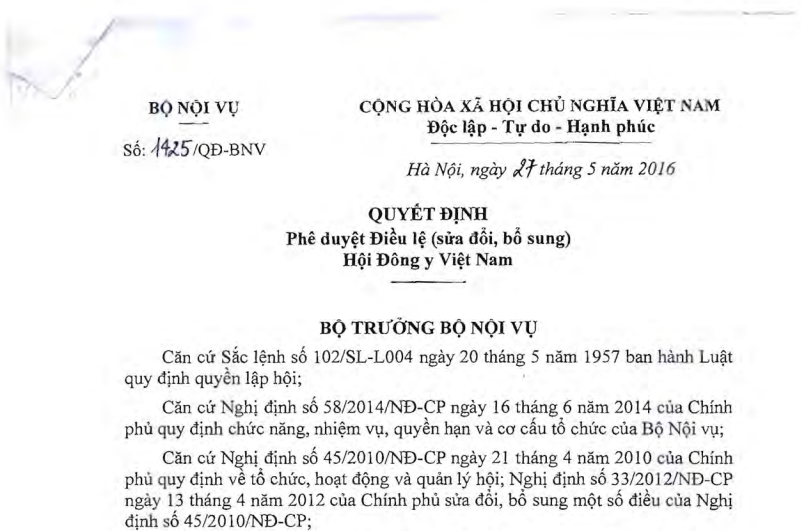 BỘ NỘI VỤ
CỘNG HÒA XÃ HỘI CHỦ NGHĨA VIỆT NAM
Độc lập - Tự do - Hạnh phúc
Số: 1425/QĐ-BNV
Hà Nội, ngày 27 tháng 5 năm 2016
QUYẾT ĐỊNH
Phê duyệt Điều lệ (sửa đổi, bổ sung)
Hội Đông y Việt Nam
BỘ TRƯỞNG BỘ NỘI VỤ
Căn cứ Sắc lệnh số 102/SL-L004 ngày 20 tháng 5 năm 1957 ban hành Luật
quy định quyền lập hội;
Căn cứ Nghị định số 58/2014/NĐ-CP ngày 16 tháng 6 năm 2014 của Chính
phủ quy định chức năng, nhiệm vụ, quyền hạn và cơ cấu tổ chức của Bộ Nội vụ;
Căn cứ Nghị định số 45/2010/NĐ-CP ngày 21 tháng 4 năm 2010 của Chính
phủ quy định về tổ chức, hoạt động và quản lý hội; Nghị định số 33/2012/NĐ-CP
ngày 13 tháng 4 năm 2012 của Chính phủ sửa đổi, bổ sung một số điều của Nghị
định số 45/2010/NĐ-CP;